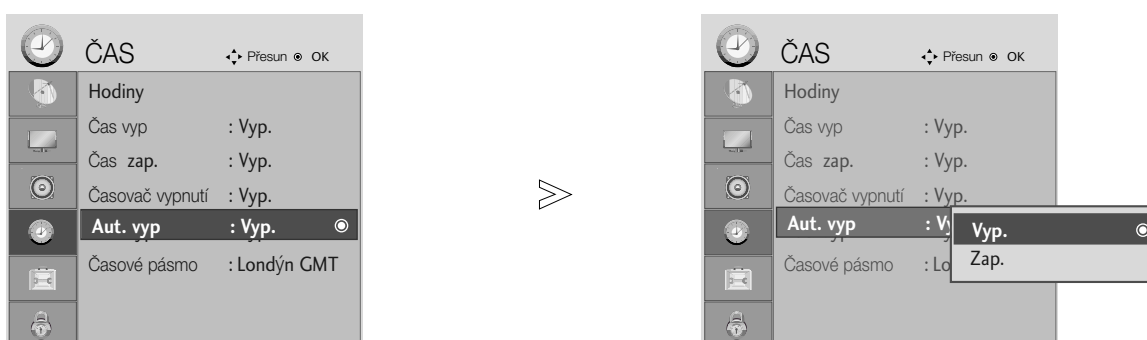 ČAS Přesun OK
Hodiny
Čas vyp : Vyp.
Čas zap. : Vyp.
Časovač vypnutí : Vyp.
Aut. vyp : Vyp.
Časové pásmo : Londýn GMT
ČAS Přesun OK
Hodiny
Čas vyp : Vyp.
Čas zap. : Vyp.
Časovač vypnutí : Vyp.
Aut. vyp : Vy
Vyp.
Časové pásmo : Lo
Zap.